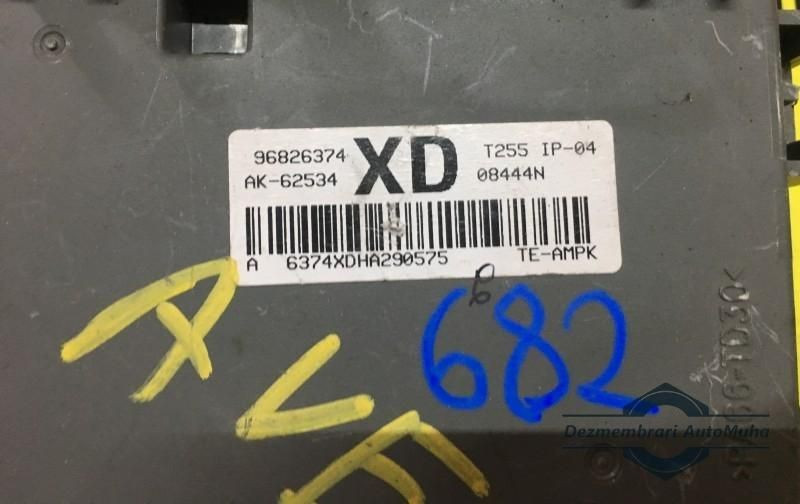 96826374 XD T255 IP-04
AK-62534 08444N
A 6374XDHA290575 TE-AMPK
682
AVE
Dezmembrari AutoMuha